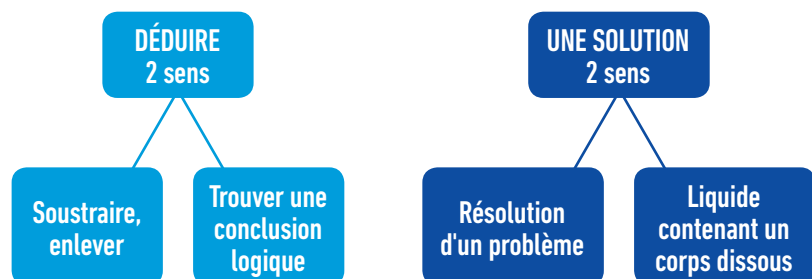 DÉDUIRE
2 sens
UNE SOLUTION
2 sens
Soustraire,
enlever
Trouver une
conclusion
logique
Résolution
d'un problème
Liquide
contenant un
corps dissous